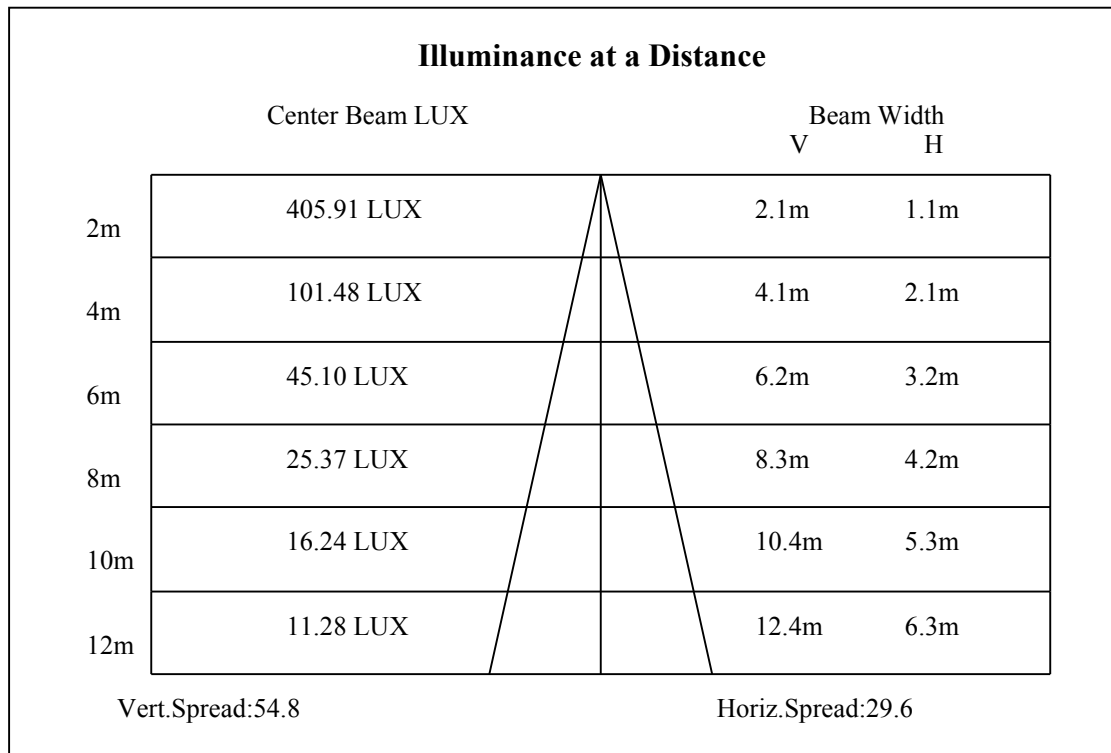 Illuminance at a Distance
Center Beam LUX Beam Width
V H
2m 405.91 LUX 2.1m 1.1m
4m 101.48 LUX 4.1m 2.1m
6m 45.10 LUX 6.2m 3.2m
8m 25.37 LUX 8.3m 4.2m
10m 16.24 LUX 10.4m 5.3m
12m 11.28 LUX 12.4m 6.3m
Vert.Spread:54.8 Horiz.Spread:29.6